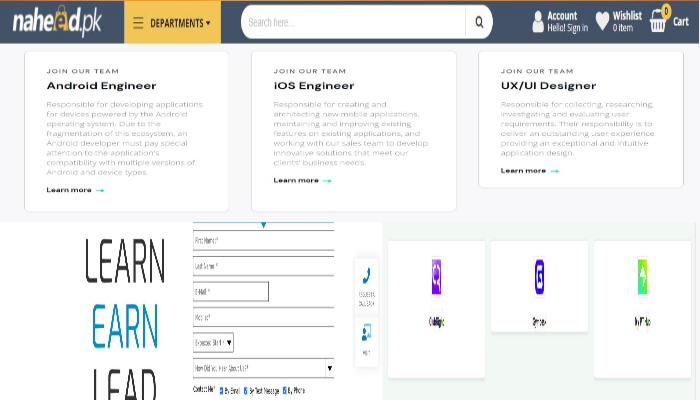 naheed.pk
DEPARTMENTS
Search here...
Account
Hello! Sign in
Wishlist
0 item
0
Cart
JOIN OUR TEAM
Android Engineer
Responsible for developing applications
for devices powered by the Android
operating system. Due to the
fragmentation of this ecosystem, an
Android developer must pay special
attention to the application's
compatibility with multiple versions of
Android and device types.
Learn more →
JOIN OUR TEAM
iOS Engineer
Responsible for creating and
architecting new mobile applications,
maintaining and improving existing
features on existing applications, and
working with our sales team to develop
innovative solutions that meet our
clients' business needs.
Learn more →
JOIN OUR TEAM
UX/UI Designer
Responsible for collecting, researching,
investigating and evaluating user
requirements. Their responsibility is to
deliver an outstanding user experience
providing an exceptional and intuitive
application design.
Learn more →
LEARN
EARN
LEAD
First Name:*
Last Name:*
E-Mail:*
Mobile:*
Expected Start:*
How Did You Hear About Us?*
Contact Me* By Email By Text Message By Phone
REQUEST A
CALL BACK
VISIT